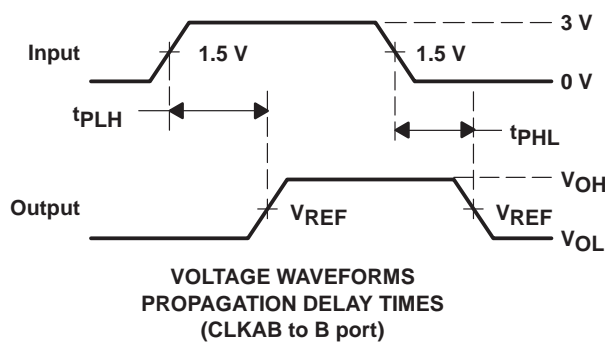 3 V
Input
1.5 V
1.5 V
0 V
tPLH
tPHL
VOH
Output
VREF
VREF
VOL
VOLTAGE WAVEFORMS
PROPAGATION DELAY TIMES
(CLKAB to B port)